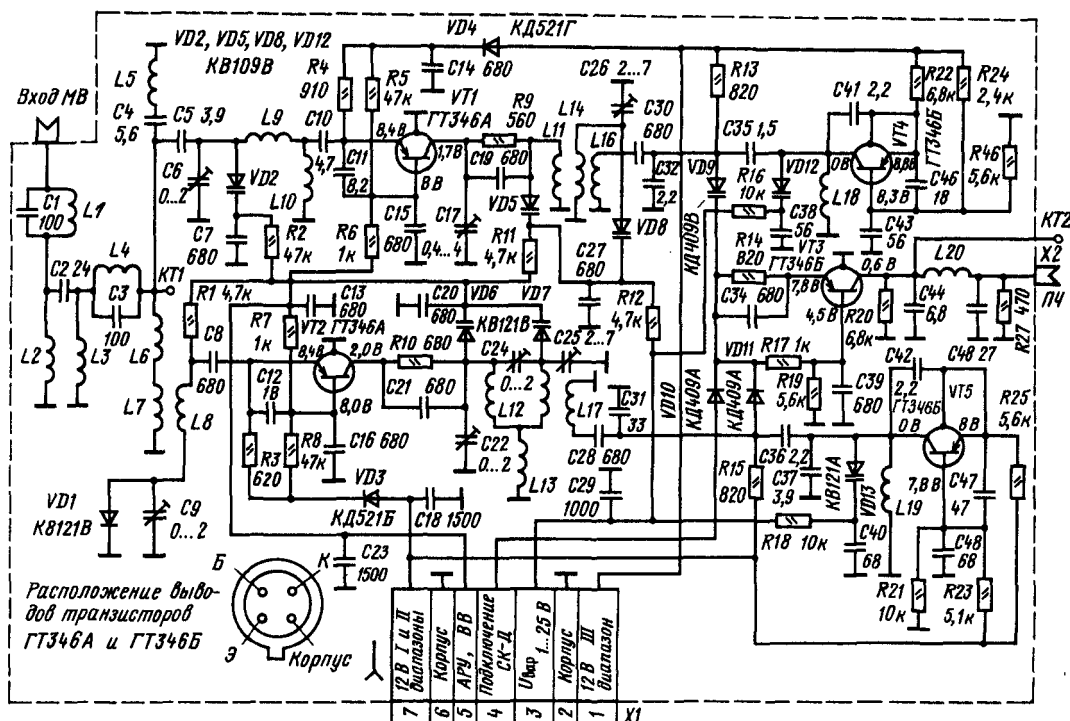 VD2, VD5, VD8, VD12
КВ109В
VD4
КД521Г
Вход МВ
L5
C4
5,6
C5 3,9
L9
C10
4,7
R4
910
R5
47к
C14
680
VT1
ГТ346А
8,4В
1,7В
8В
R9
560
C19
680
L11
L14
C26 2...7
C30
680
L16
R13
820
C35 1,5
C41 2,2
R22
6,8к
R24
2,4к
VT4
ГТ346Б
0В
8,8В
8,3В
R46
5,6к
C46
18
C1
100
L1
C6
0...2
VD2
L10
C11
8,2
C15
680
C17
0,4...4
VD5
C32
2,2
VD9
VD12
R16
10к
C38
56
L18
C43
56
VD8
КТ2
X2
ПЧ
L4
C2 24
C3
100
КТ1
C7
680
R2
47к
R6
1к
R11
4,7к
C27
680
КД409В
R14
820
VT3
ГТ346Б
0,6В
7,8В
4,5В
L20
C34
680
R12
4,7к
R20
6,8к
C44
6,8
C48 27
R27 470
R1 4,7к
C8
680
R7
1к
C13
680
C20
680
VD6
VD7
КВ121В
C25
2...7
VT2
ГТ346А
8,4В
2,0В
8,0В
R10 680
C24
0...2
C21
680
L2
L3
L6
L7
L8
C12
18
L12
L17
C31
33
VD10
КД409А
VD11
КД409А
R17 1к
R19
5,6к
C39
680
C42
2,2
ГТ346Б
VT5
0В
8В
7,8В
R25
5,6к
R3
620
R8
47к
C16 680
C22
0...2
L13
C28 680
C29
1000
R15
820
C36 2,2
C37
3,9
КВ121А
VD13
L19
C47
47
VD1
К8121В
C9
0...2
VD3
КД521Б
C18 1500
R18 10к
C40
68
C48
68
R21
10к
R23
5,1к
C23
1500
Б
К
Э
Корпус
Расположение выво-
дов транзисторов
ГТ346А и ГТ346Б
7 12 В I и II диапазоны
6 Корпус
5 АРУ, ВВ
4 Подключение СК-Д
3 Uвар 1...25 В
2 Корпус
1 12 В III диапазон
X1